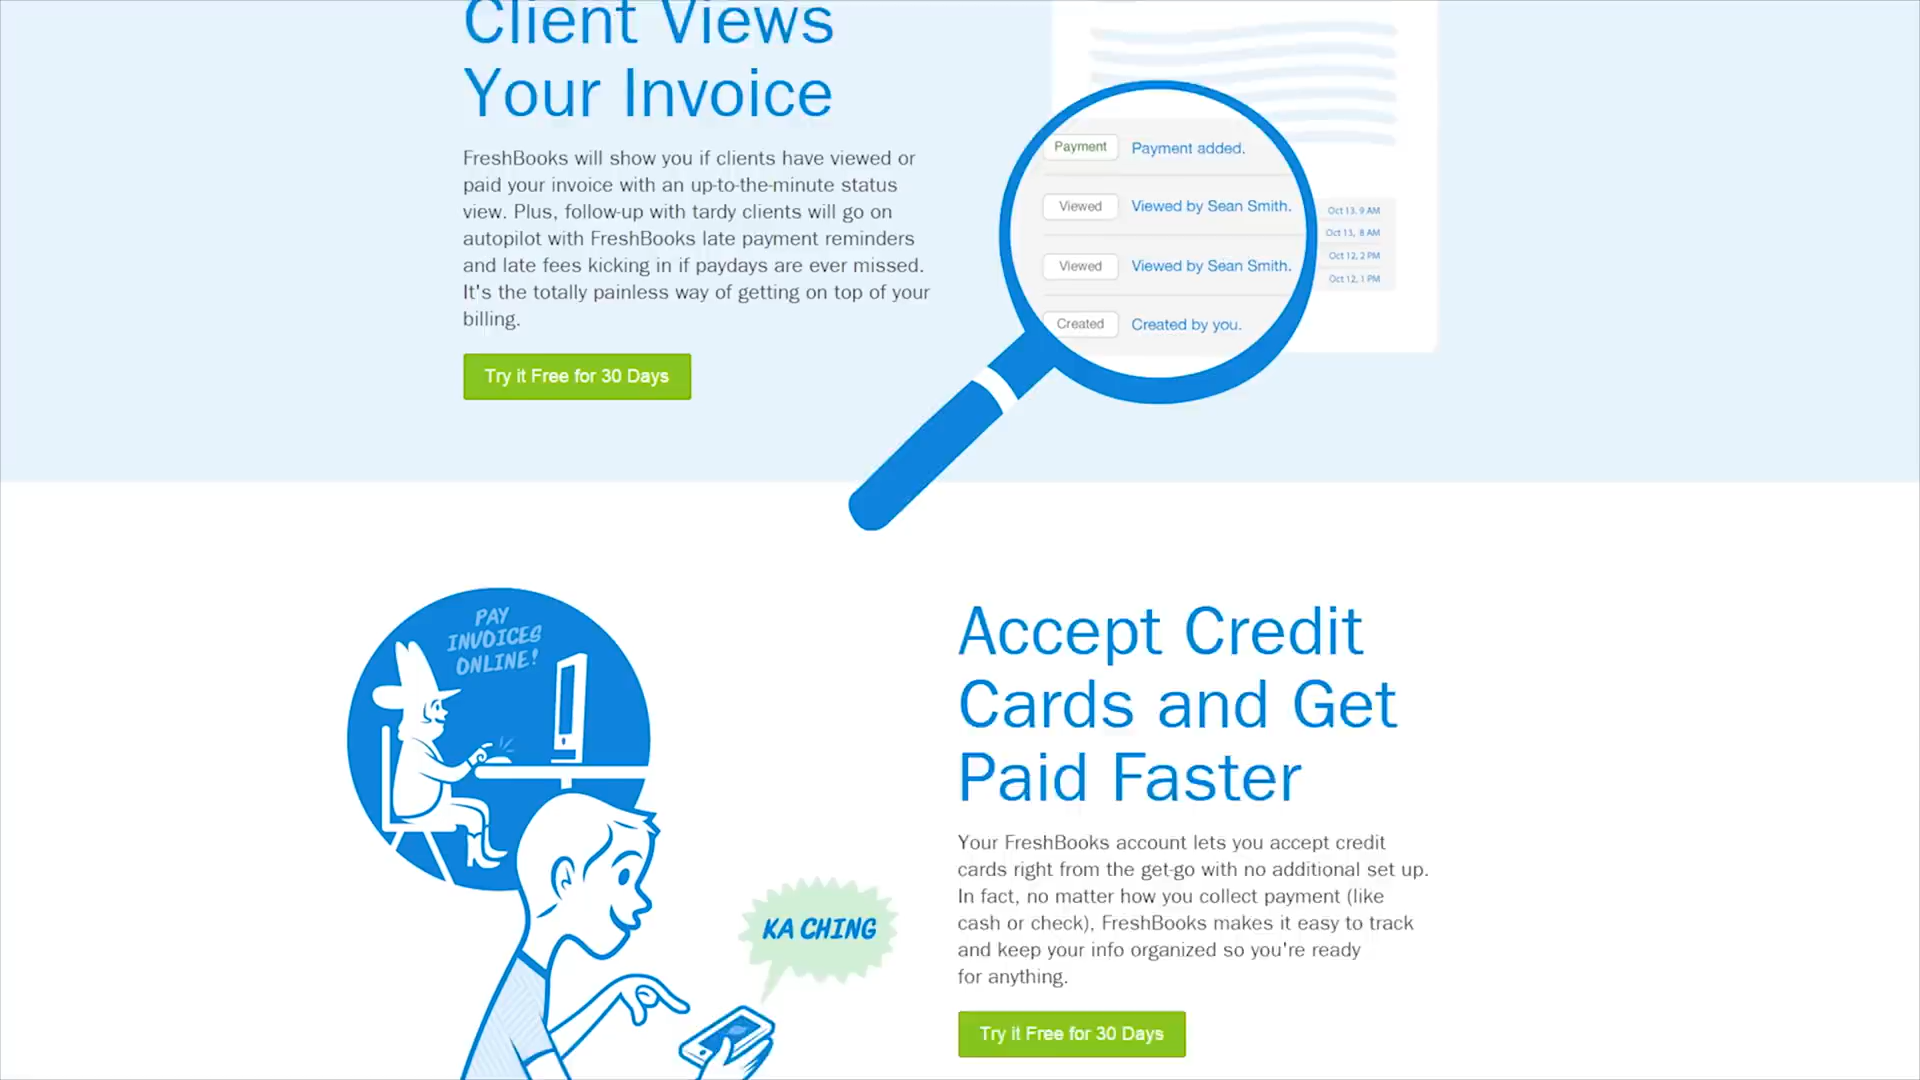 Client Views
Your Invoice
FreshBooks will show you if clients have viewed or
paid your invoice with an up-to-the-minute status
view. Plus, follow-up with tardy clients will go on
autopilot with FreshBooks late payment reminders
and late fees kicking in if paydays are ever missed.
It's the totally painless way of getting on top of your
billing.
Try it Free for 30 Days
Payment Payment added.
Viewed Viewed by Sean Smith.
Viewed Viewed by Sean Smith.
Created Created by you.
Oct 13, 9 AM
Oct 13, 8 AM
Oct 12, 2 PM
Oct 12, 1 PM
PAY
INVOICES
ONLINE!
KA CHING
Accept Credit
Cards and Get
Paid Faster
Your FreshBooks account lets you accept credit
cards right from the get-go with no additional set up.
In fact, no matter how you collect payment (like
cash or check), FreshBooks makes it easy to track
and keep your info organized so you're ready
for anything.
Try it Free for 30 Days